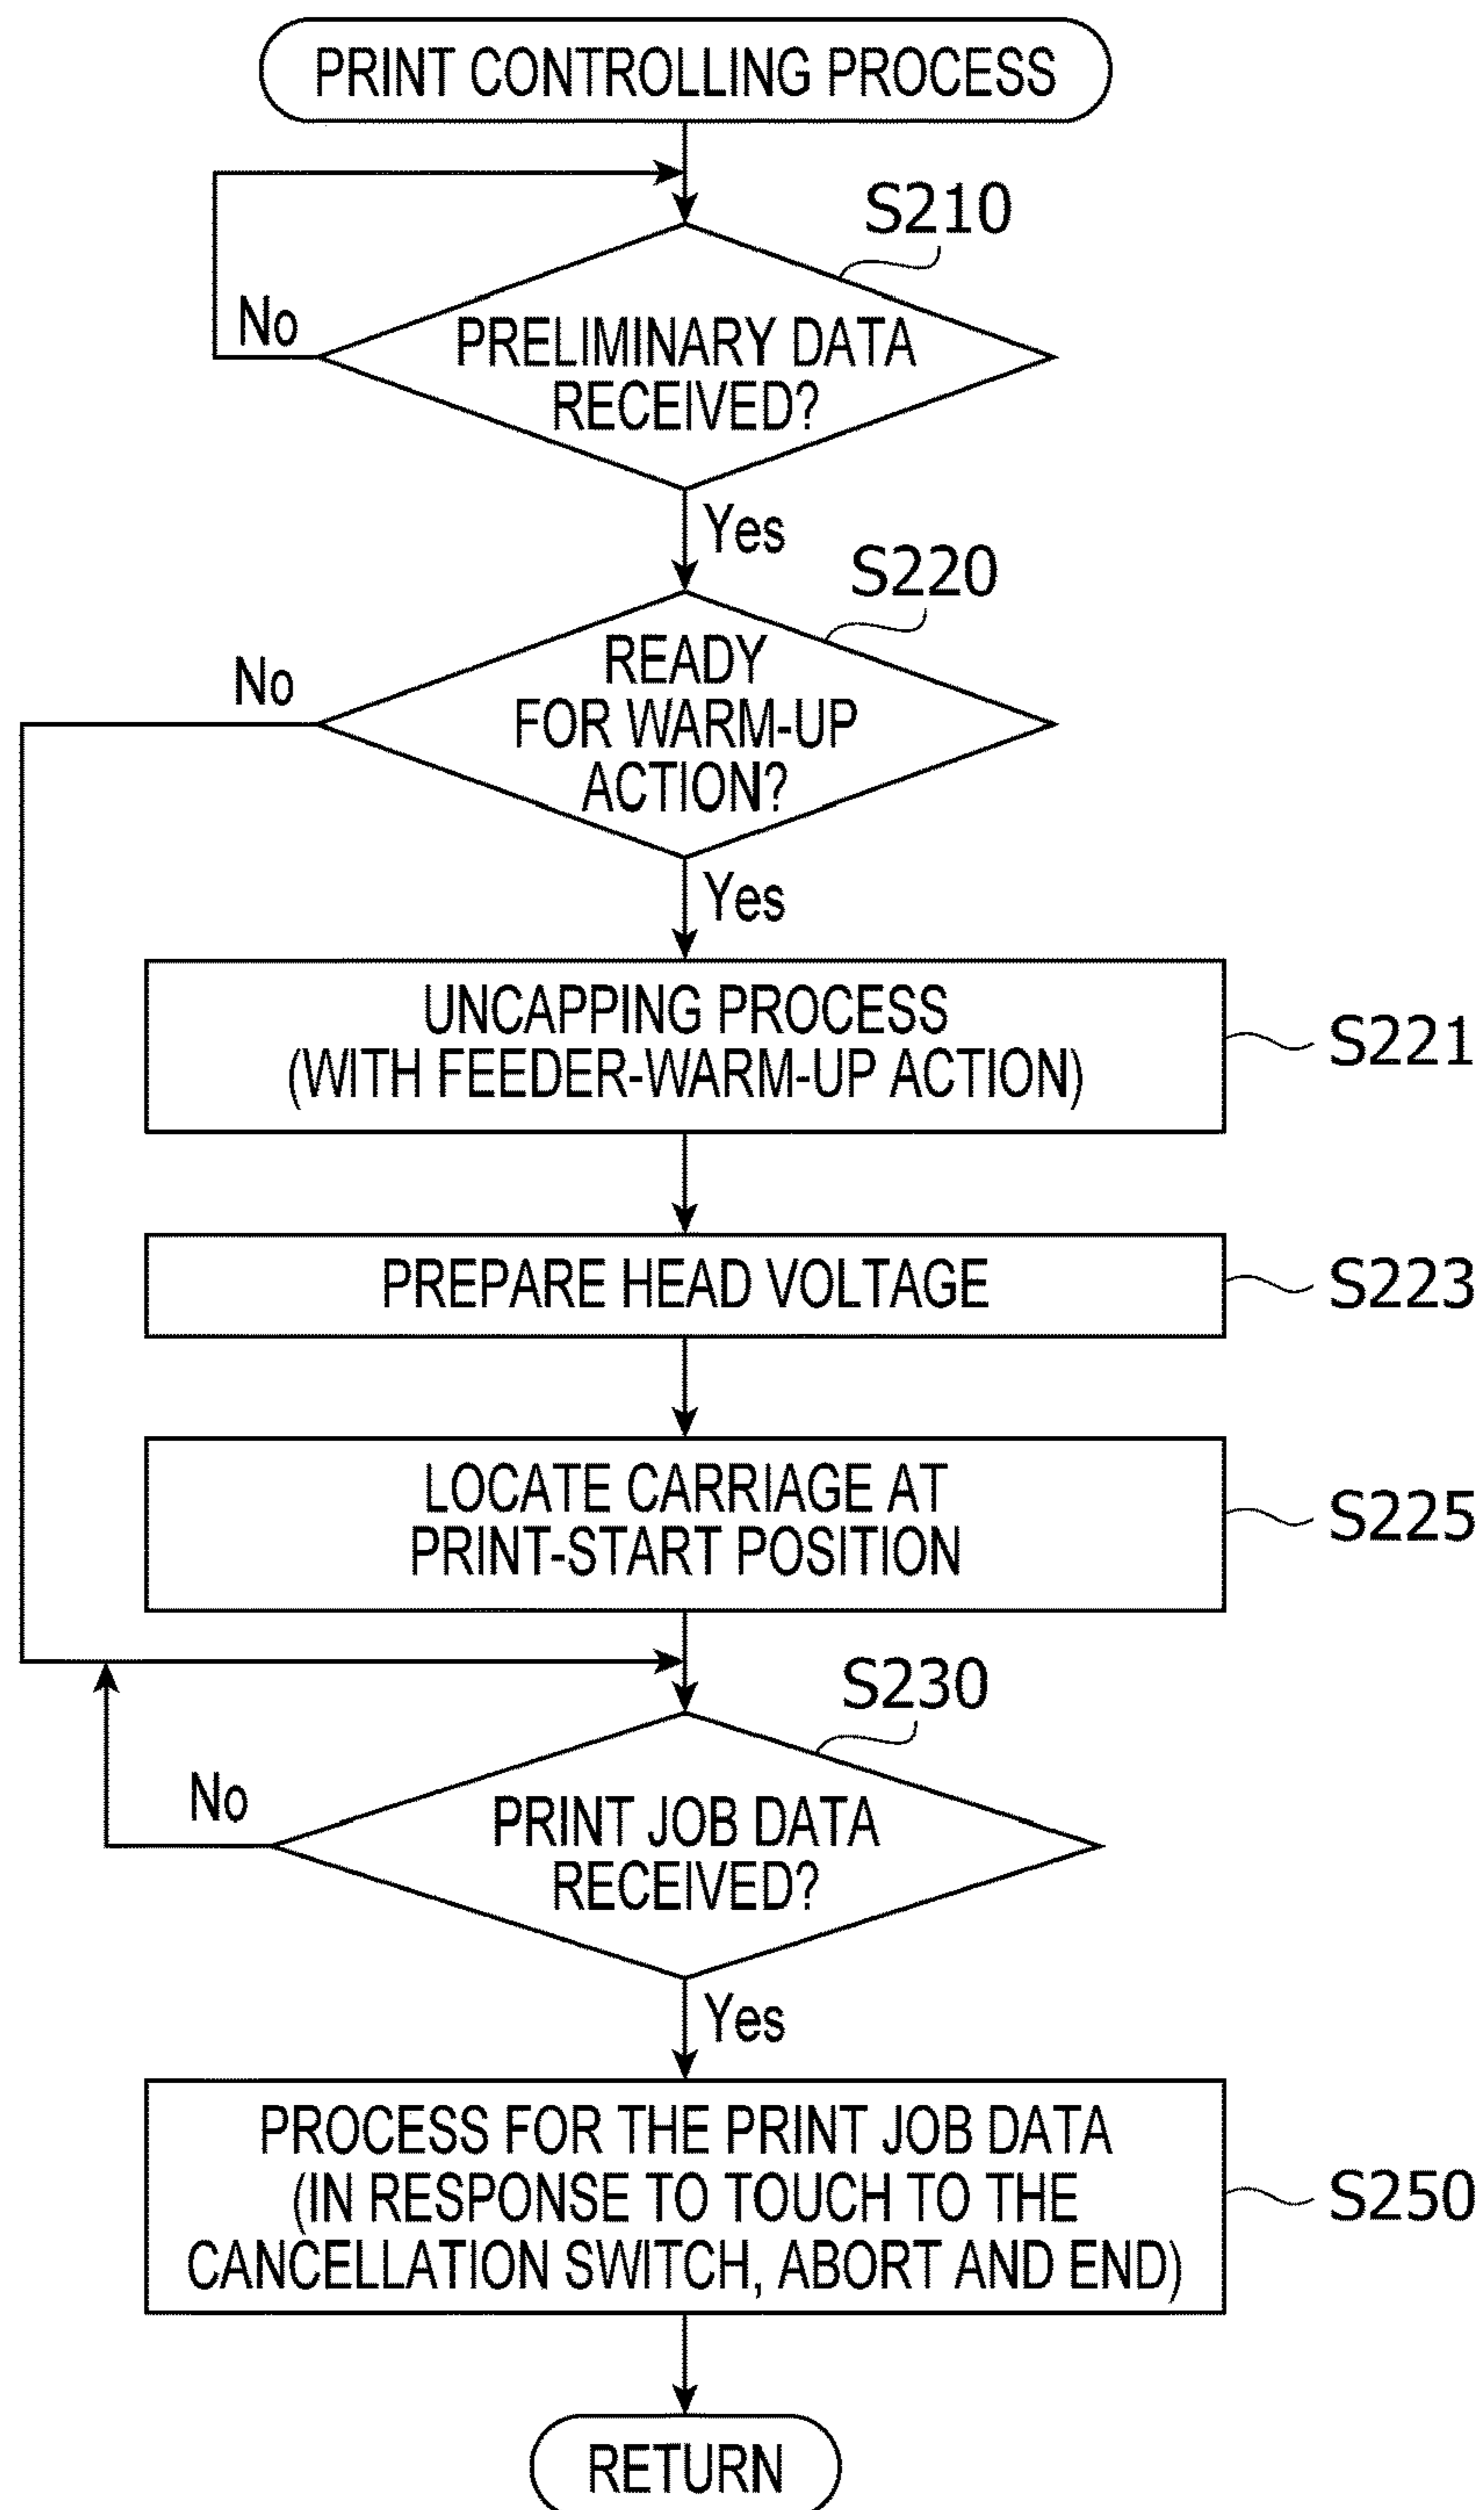 PRINT CONTROLLING PROCESS
S210
No
PRELIMINARY DATA
RECEIVED?
Yes
S220
No
READY
FOR WARM-UP
ACTION?
Yes
UNCAPPING PROCESS
(WITH FEEDER-WARM-UP ACTION)
S221
PREPARE HEAD VOLTAGE
S223
LOCATE CARRIAGE AT
PRINT-START POSITION
S225
S230
No
PRINT JOB DATA
RECEIVED?
Yes
PROCESS FOR THE PRINT JOB DATA
(IN RESPONSE TO TOUCH TO THE
CANCELLATION SWITCH, ABORT AND END)
S250
RETURN